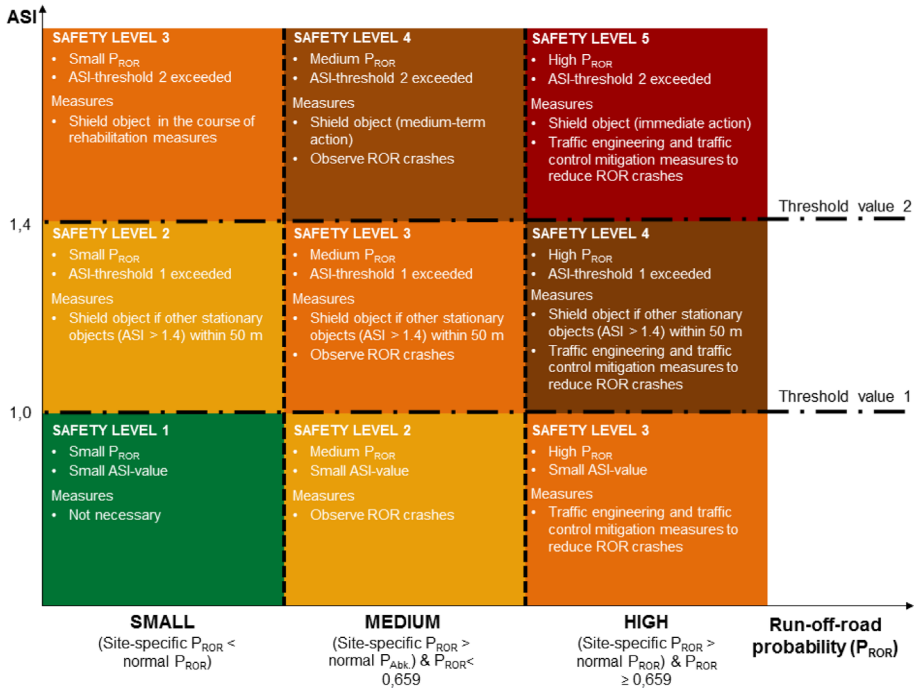 ASI
SAFETY LEVEL 3
• Small PROR
• ASI-threshold 2 exceeded
Measures
• Shield object in the course of
rehabilitation measures
SAFETY LEVEL 4
• Medium PROR
• ASI-threshold 2 exceeded
Measures
• Shield object (medium-term
action)
• Observe ROR crashes
SAFETY LEVEL 5
• High PROR
• ASI-threshold 2 exceeded
Measures
• Shield object (immediate action)
• Traffic engineering and traffic
control mitigation measures to
reduce ROR crashes
Threshold value 2
1,4
SAFETY LEVEL 2
• Small PROR
• ASI-threshold 1 exceeded
Measures
• Shield object if other stationary
objects (ASI > 1.4) within 50 m
SAFETY LEVEL 3
• Medium PROR
• ASI-threshold 1 exceeded
Measures
• Shield object if other stationary
objects (ASI > 1.4) within 50 m
• Observe ROR crashes
SAFETY LEVEL 4
• High PROR
• ASI-threshold 1 exceeded
Measures
• Shield object if other stationary
objects (ASI > 1.4) within 50 m
• Traffic engineering and traffic
control mitigation measures to
reduce ROR crashes
Threshold value 1
1,0
SAFETY LEVEL 1
• Small PROR
• Small ASI-value
Measures
• Not necessary
SAFETY LEVEL 2
• Medium PROR
• Small ASI-value
Measures
• Observe ROR crashes
SAFETY LEVEL 3
• High PROR
• Small ASI-value
Measures
• Traffic engineering and traffic
control mitigation measures to
reduce ROR crashes
SMALL
(Site-specific PROR <
normal PROR)
MEDIUM
(Site-specific PROR >
normal PAbk.) & PROR<
0,659
HIGH
(Site-specific PROR >
normal PROR) & PROR
≥ 0,659
Run-off-road
probability (PROR)